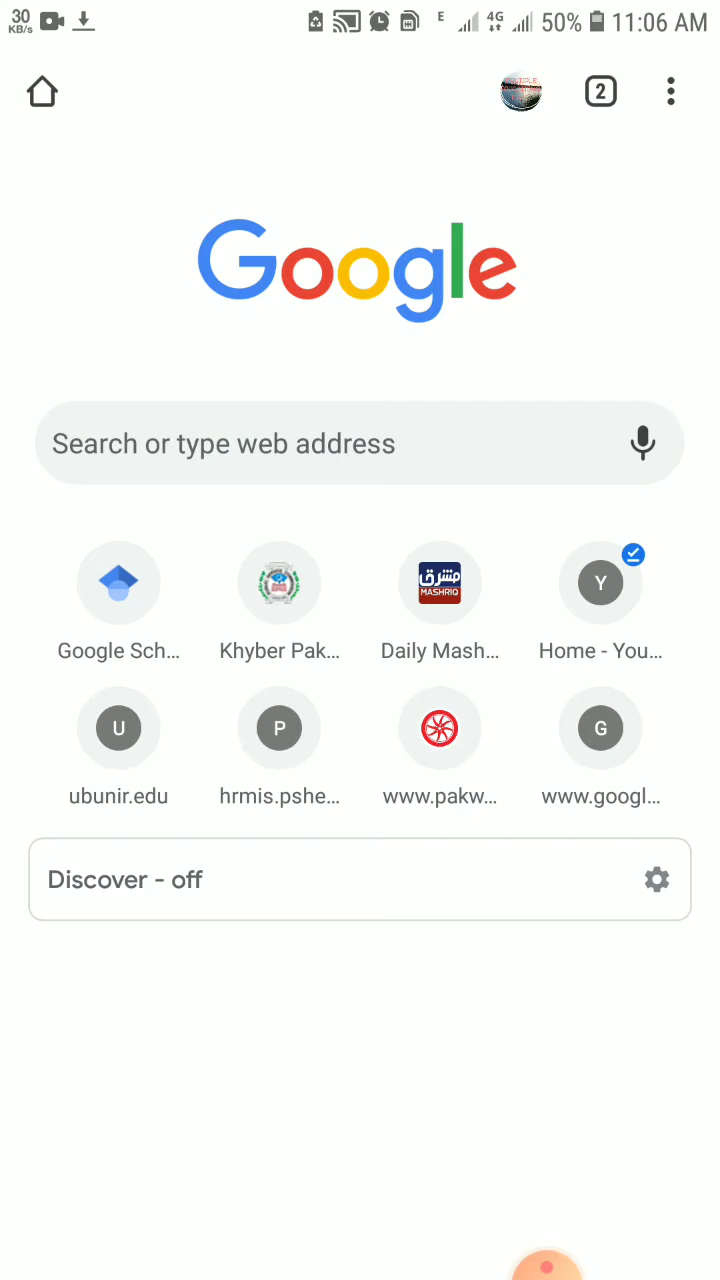 30
KB/s
E 4G 50% 11:06 AM
2
Google
Search or type web address
مشرق
MASHRIQ
Y
Google Sch... Khyber Pak... Daily Mash... Home - You...
U P G
ubunir.edu hrmis.pshe... www.pakw... www.googl...
Discover - off